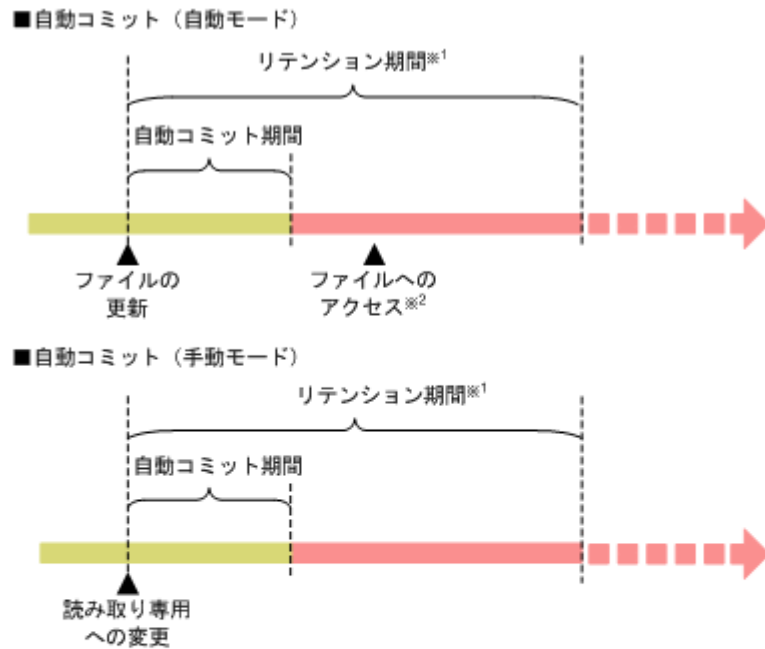 ■自動コミット（自動モード）
リテンション期間※1
自動コミット期間
ファイルの
更新
ファイルへの
アクセス※2
■自動コミット（手動モード）
リテンション期間※1
自動コミット期間
読み取り専用
への変更